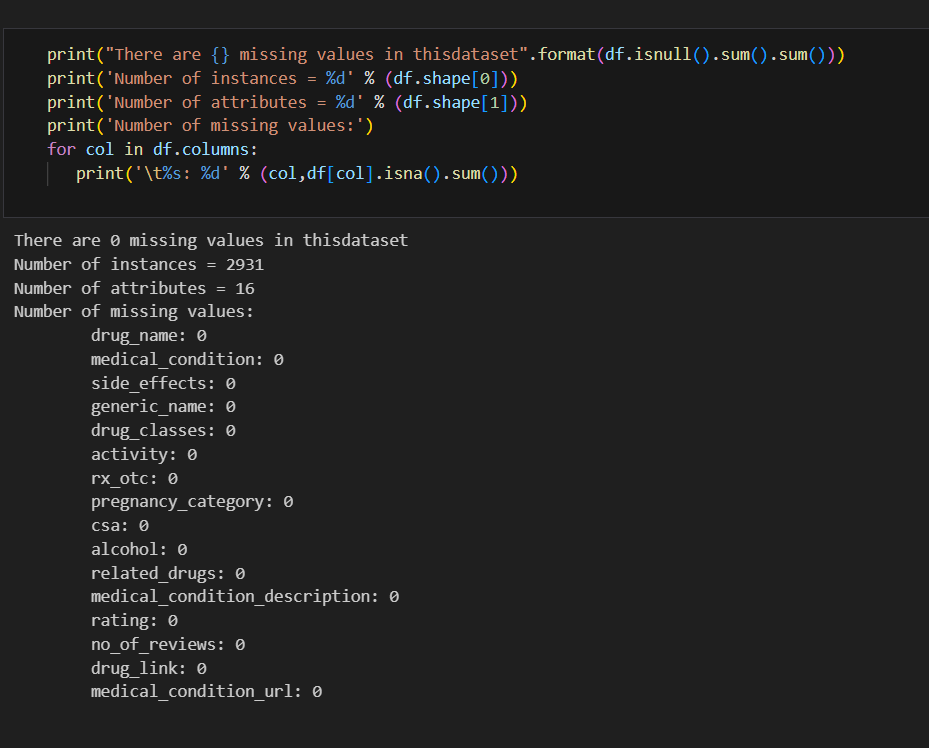 print("There are {} missing values in thisdataset".format(df.isnull().sum().sum()))
print('Number of instances = %d' % (df.shape[0]))
print('Number of attributes = %d' % (df.shape[1]))
print('Number of missing values:')
for col in df.columns:
    print('\t%s: %d' % (col,df[col].isna().sum()))
There are 0 missing values in thisdataset
Number of instances = 2931
Number of attributes = 16
Number of missing values:
        drug_name: 0
        medical_condition: 0
        side_effects: 0
        generic_name: 0
        drug_classes: 0
        activity: 0
        rx_otc: 0
        pregnancy_category: 0
        csa: 0
        alcohol: 0
        related_drugs: 0
        medical_condition_description: 0
        rating: 0
        no_of_reviews: 0
        drug_link: 0
        medical_condition_url: 0